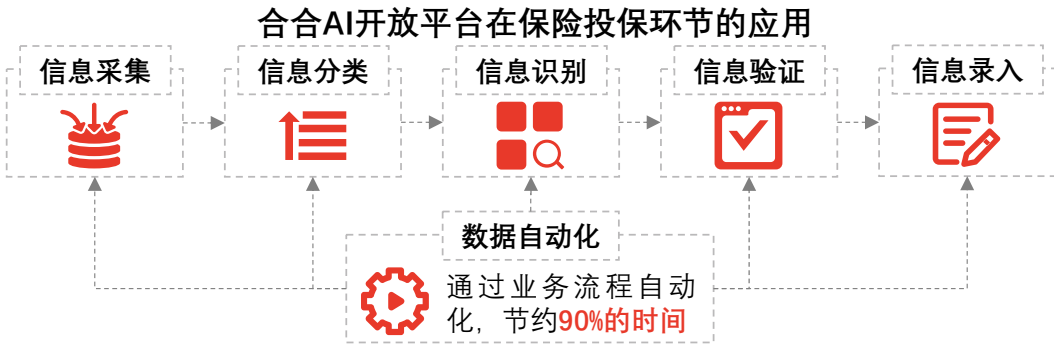 合合AI开放平台在保险投保环节的应用
信息采集
信息分类
信息识别
信息验证
信息录入
数据自动化
通过业务流程自动
化，节约90%的时间